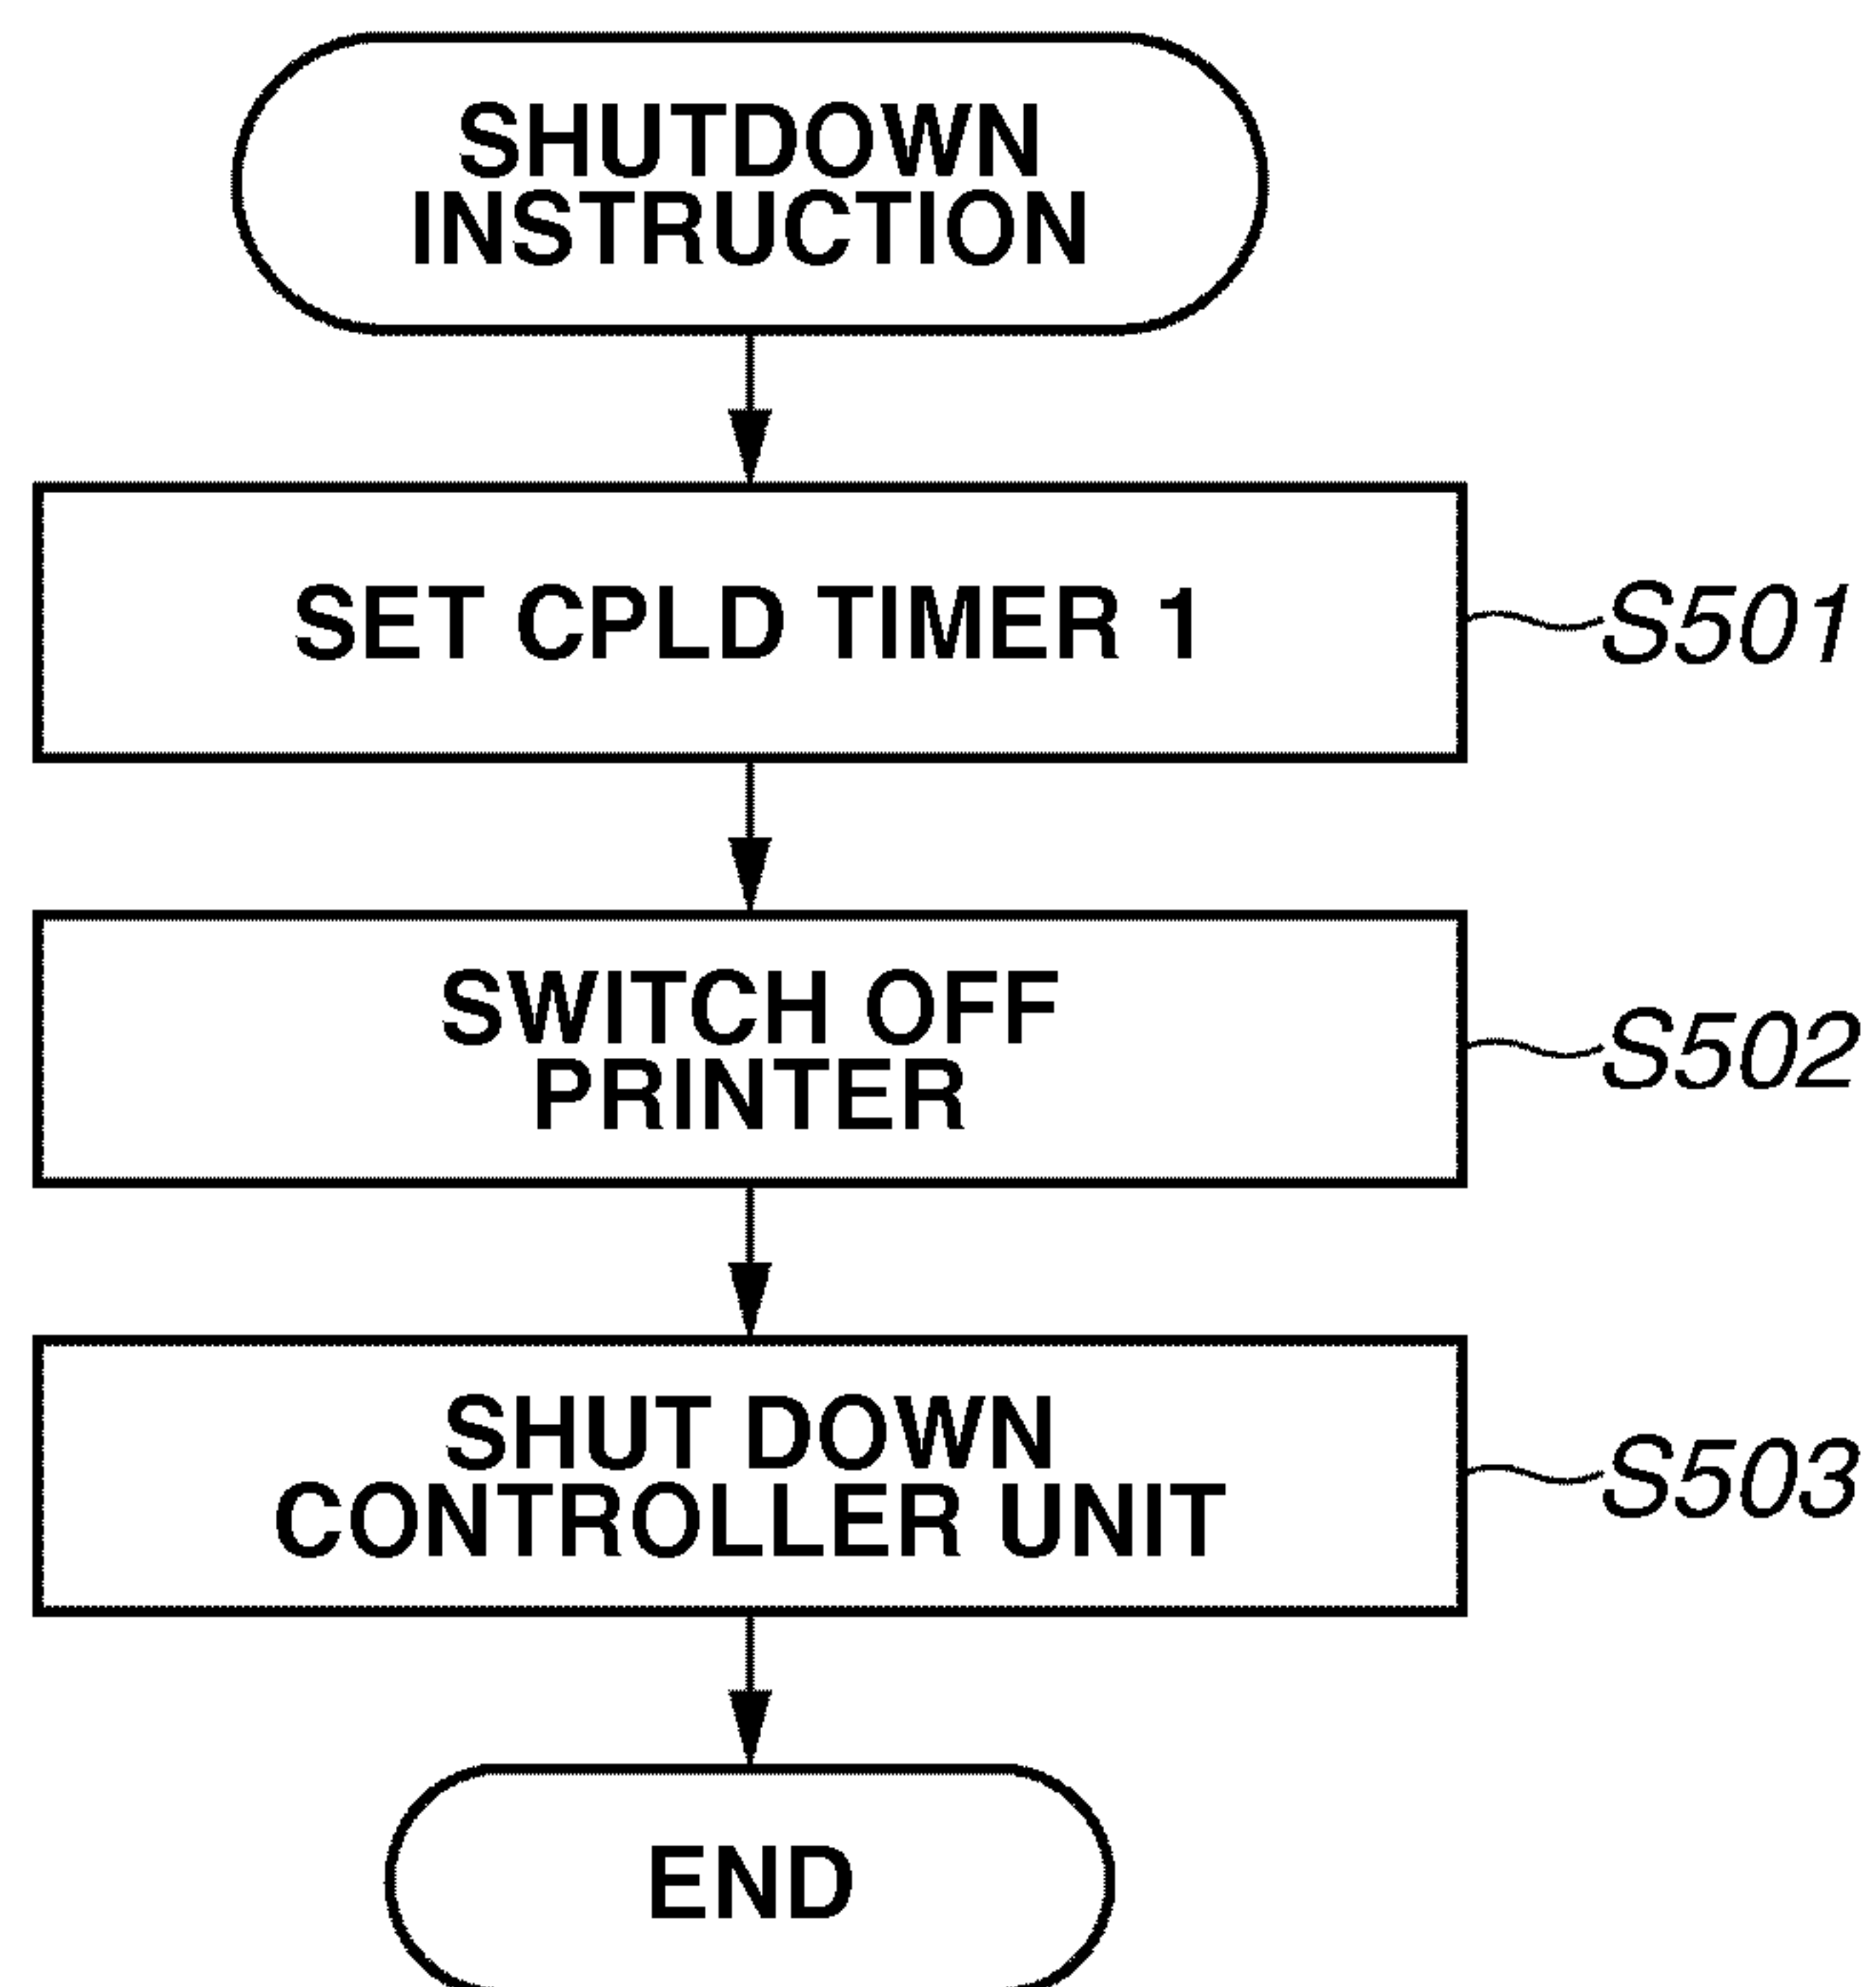 SHUTDOWN
INSTRUCTION
SET CPLD TIMER 1
S501
SWITCH OFF
PRINTER
S502
SHUT DOWN
CONTROLLER UNIT
S503
END